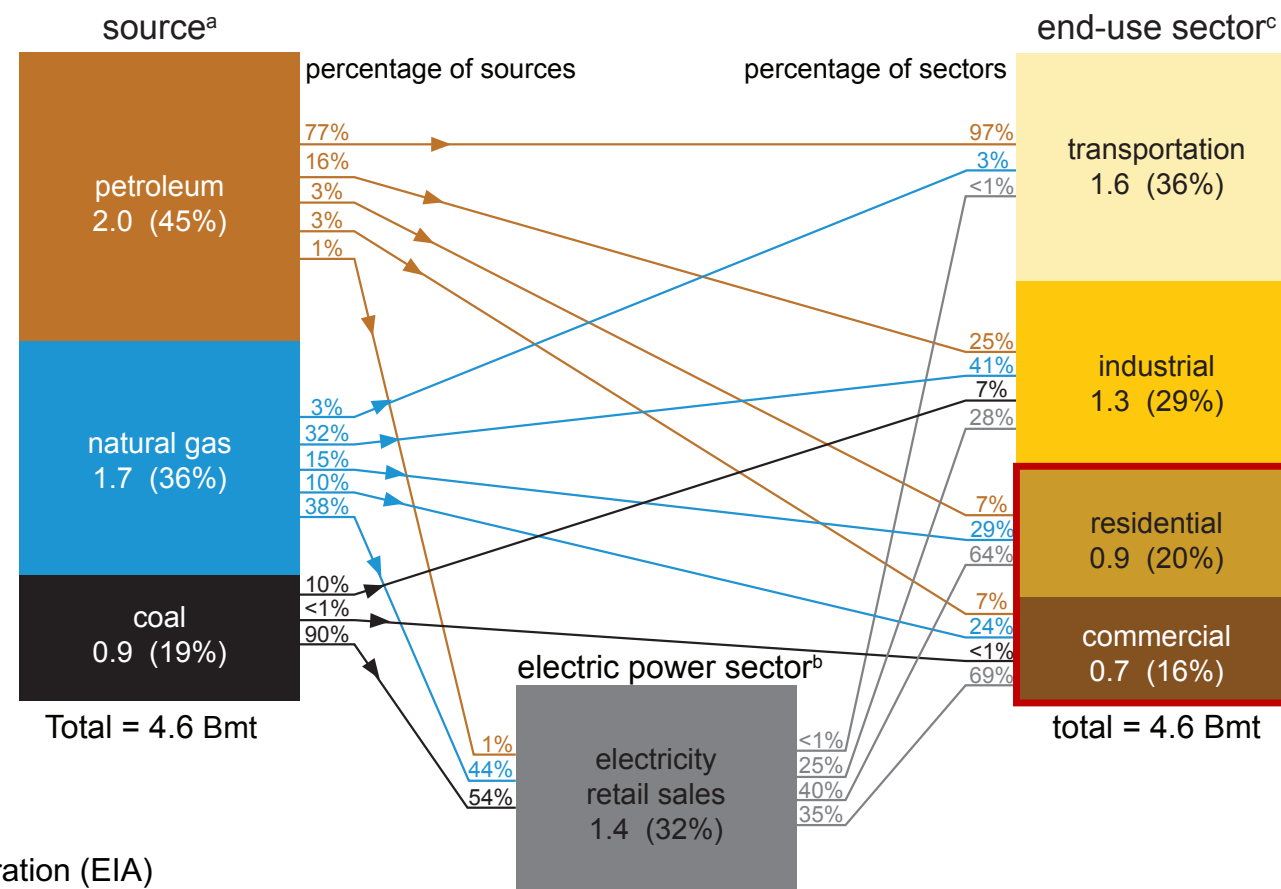 sourceᵃ
end-use sectorᶜ
percentage of sources
percentage of sectors
petroleum
2.0 (45%)
77%
16%
3%
3%
1%
natural gas
1.7 (36%)
3%
32%
15%
10%
38%
coal
0.9 (19%)
10%
<1%
90%
Total = 4.6 Bmt
electric power sectorᵇ
1%
44%
54%
electricity
retail sales
1.4 (32%)
<1%
25%
40%
35%
97%
3%
<1%
transportation
1.6 (36%)
25%
41%
7%
28%
industrial
1.3 (29%)
7%
29%
64%
residential
0.9 (20%)
7%
24%
<1%
69%
commercial
0.7 (16%)
total = 4.6 Bmt
ration (EIA)